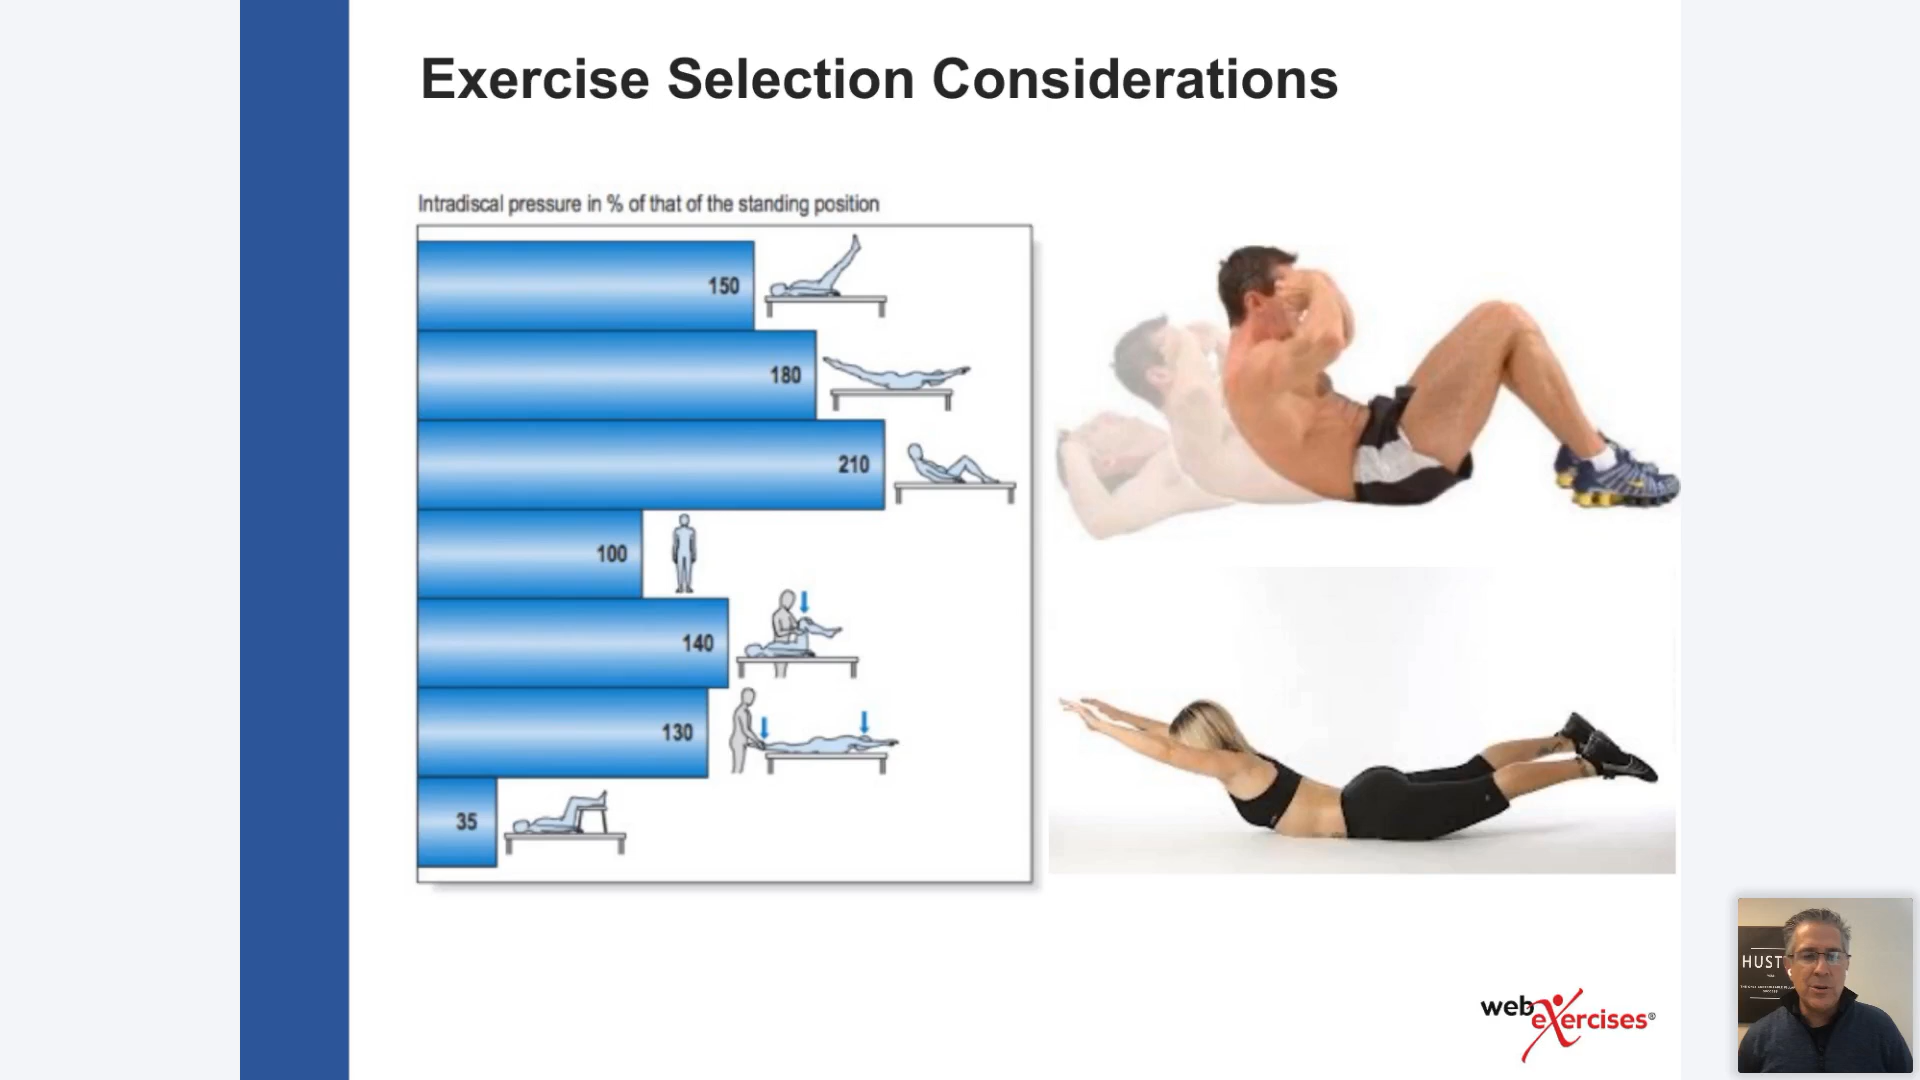 Exercise Selection Considerations
Intradiscal pressure in % of that of the standing position
150
180
210
100
140
130
35
HUST
webexercises®